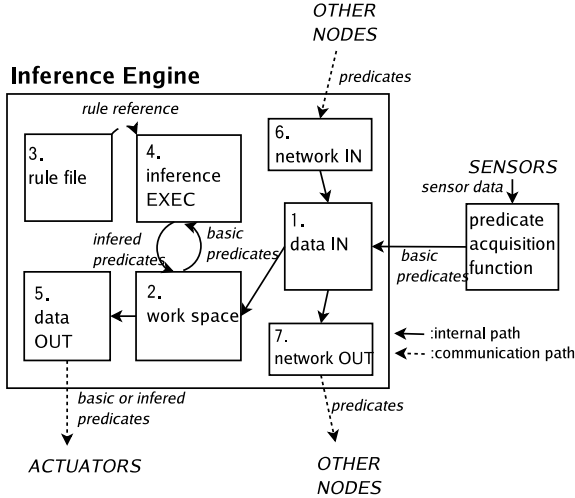 OTHER
NODES
predicates
Inference Engine
rule reference
3.
rule file
4.
inference
EXEC
6.
network IN
SENSORS
sensor data
predicate
acquisition
function
1.
data IN
basic
predicates
infered
predicates
basic
predicates
5.
data
OUT
2.
work space
7.
network OUT
:internal path
:communication path
basic or infered
predicates
predicates
ACTUATORS
OTHER
NODES